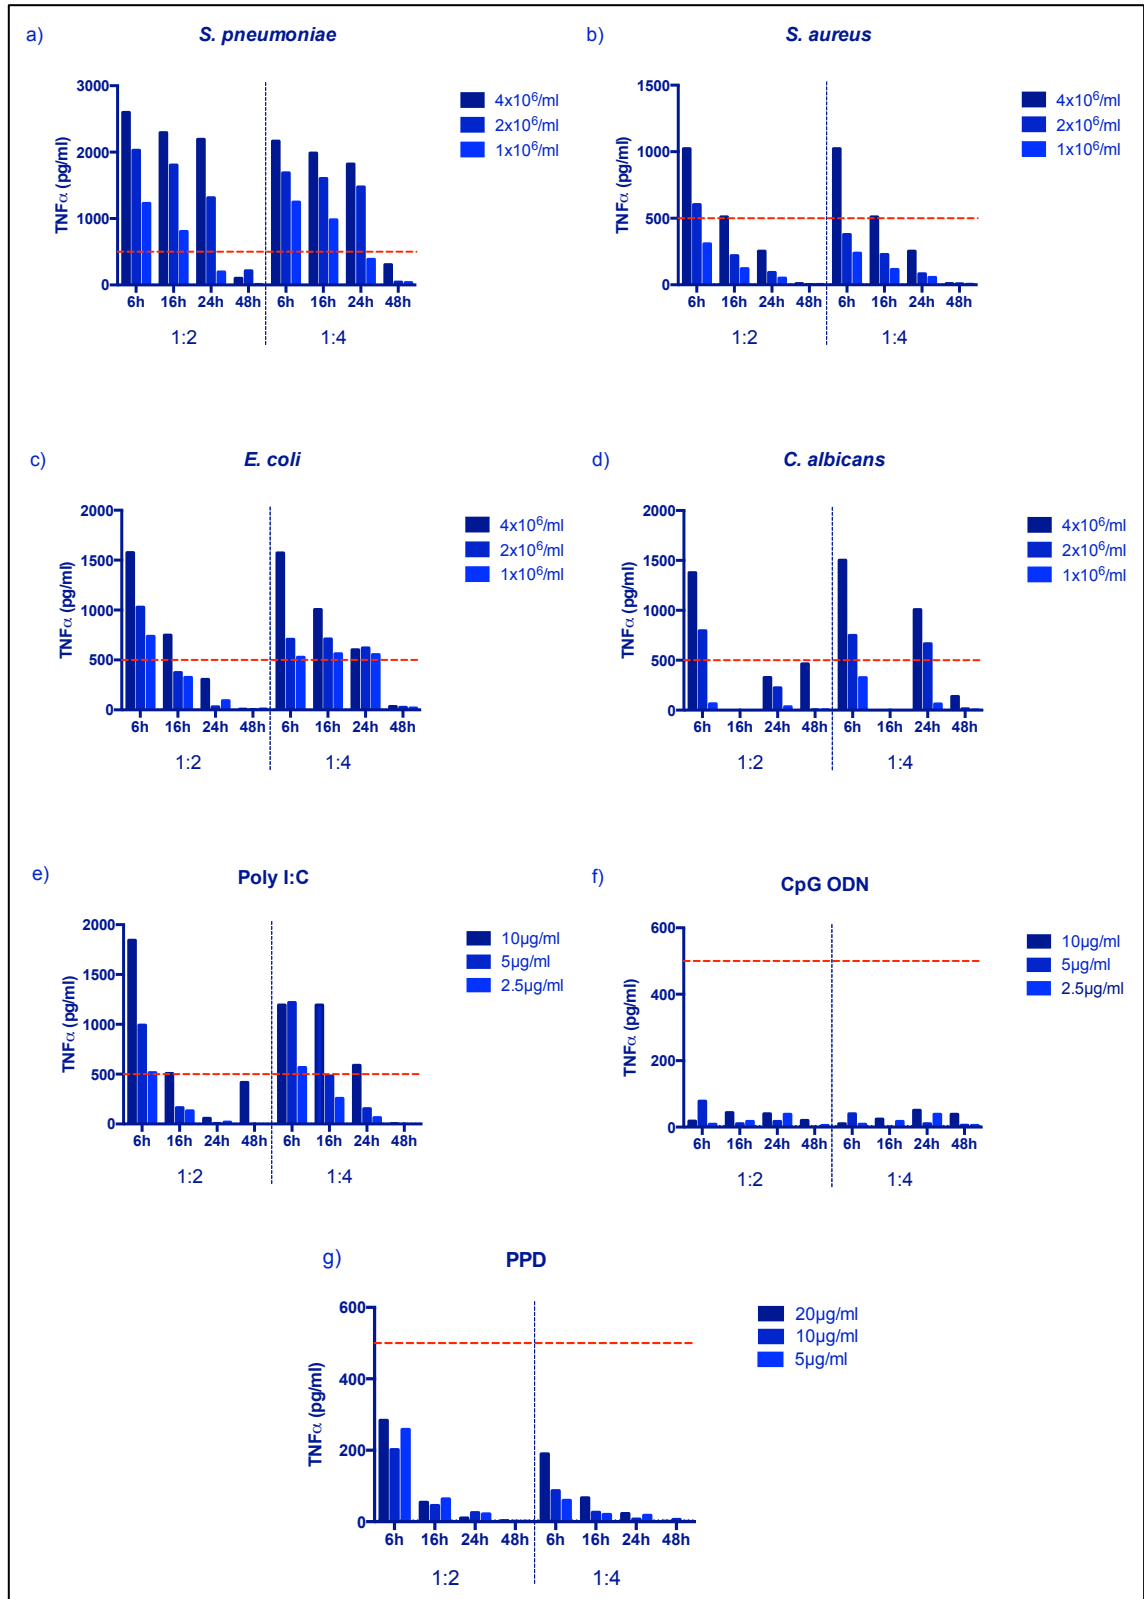 a)
S. pneumoniae
TNFα (pg/ml)
3000
2000
1000
0
6h 16h 24h 48h 6h 16h 24h 48h
1:2 1:4
4x10⁶/ml
2x10⁶/ml
1x10⁶/ml
b)
S. aureus
TNFα (pg/ml)
1500
1000
500
0
6h 16h 24h 48h 6h 16h 24h 48h
1:2 1:4
4x10⁶/ml
2x10⁶/ml
1x10⁶/ml
c)
E. coli
TNFα (pg/ml)
2000
1500
1000
500
0
6h 16h 24h 48h 6h 16h 24h 48h
1:2 1:4
4x10⁶/ml
2x10⁶/ml
1x10⁶/ml
d)
C. albicans
TNFα (pg/ml)
2000
1500
1000
500
0
6h 16h 24h 48h 6h 16h 24h 48h
1:2 1:4
4x10⁶/ml
2x10⁶/ml
1x10⁶/ml
e)
Poly I:C
TNFα (pg/ml)
2000
1500
1000
500
0
6h 16h 24h 48h 6h 16h 24h 48h
1:2 1:4
10µg/ml
5µg/ml
2.5µg/ml
f)
CpG ODN
TNFα (pg/ml)
600
400
200
0
6h 16h 24h 48h 6h 16h 24h 48h
1:2 1:4
10µg/ml
5µg/ml
2.5µg/ml
g)
PPD
TNFα (pg/ml)
600
400
200
0
6h 16h 24h 48h 6h 16h 24h 48h
1:2 1:4
20µg/ml
10µg/ml
5µg/ml